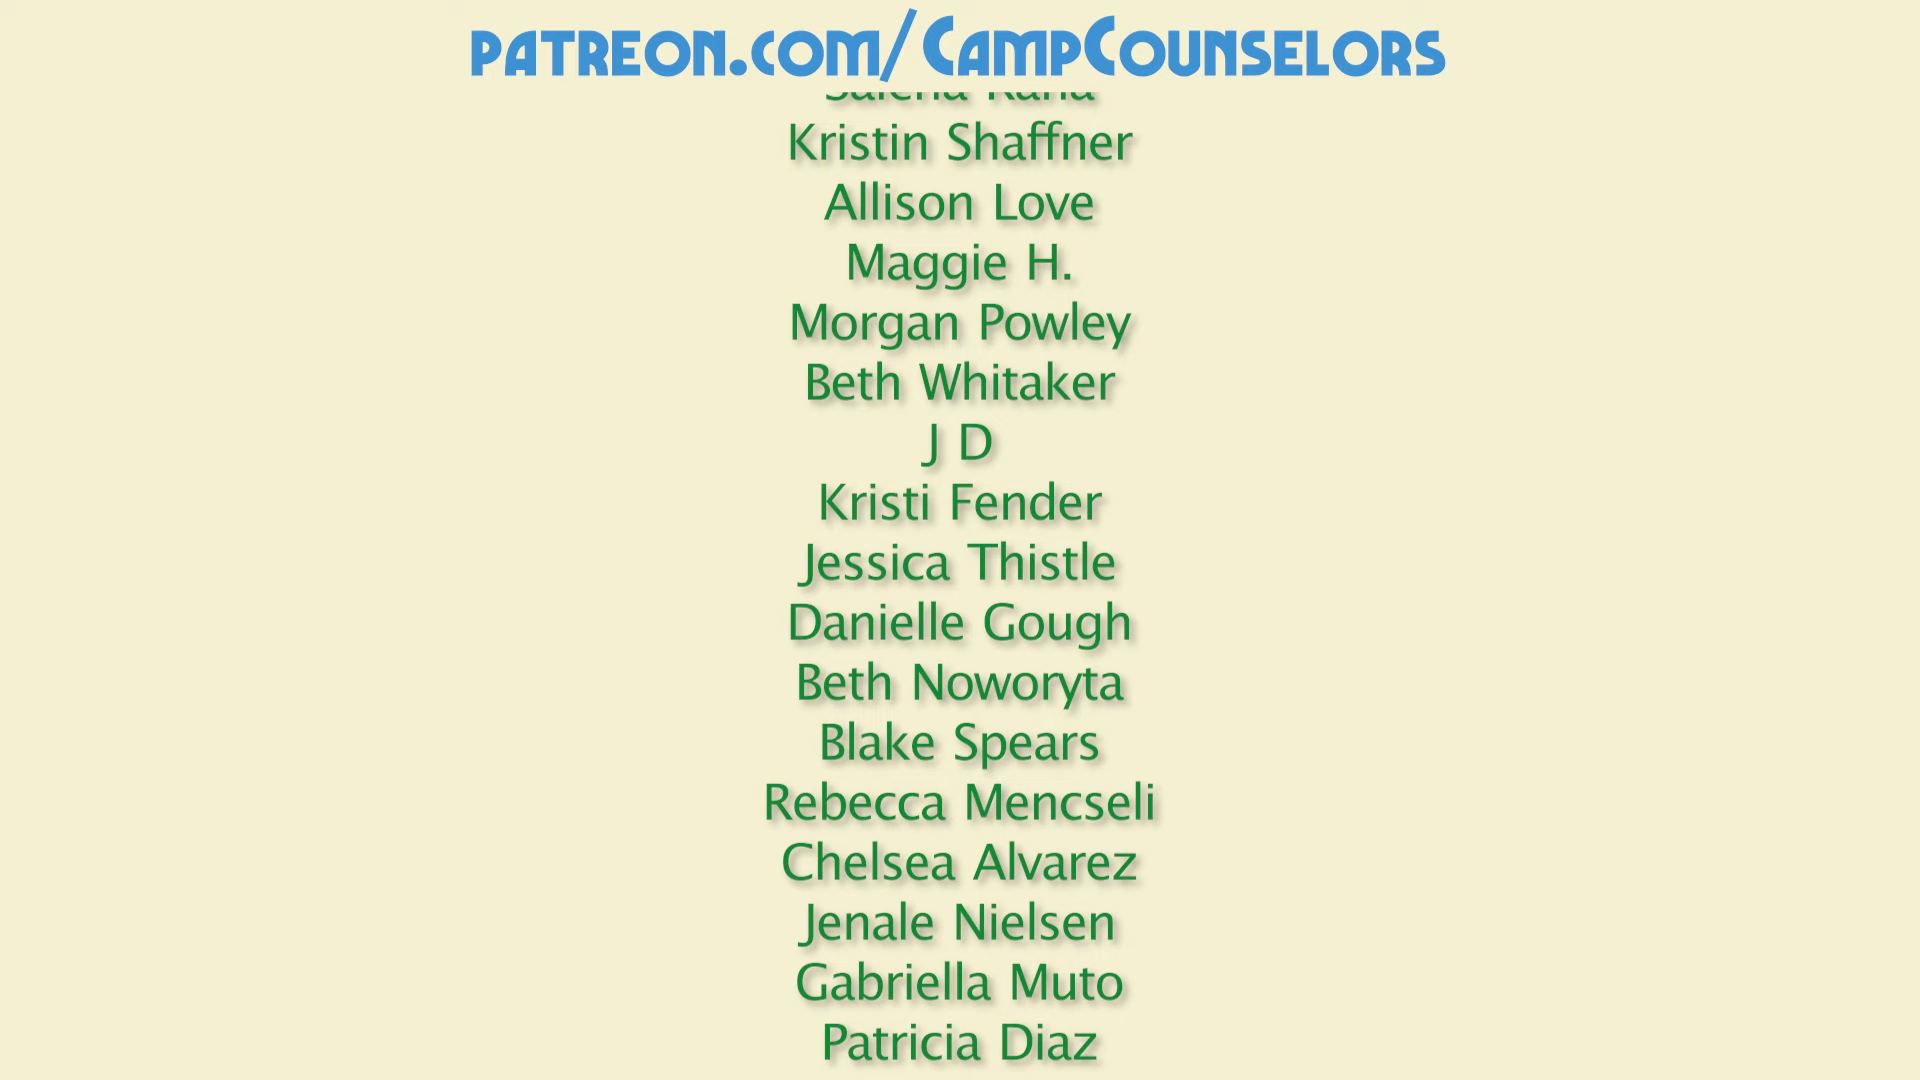 patreon.com/CampCounselors
Kristin Shaffner
Allison Love
Maggie H.
Morgan Powley
Beth Whitaker
J D
Kristi Fender
Jessica Thistle
Danielle Gough
Beth Noworyta
Blake Spears
Rebecca Mencseli
Chelsea Alvarez
Jenale Nielsen
Gabriella Muto
Patricia Diaz